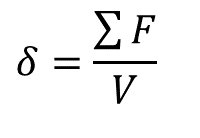 δ = ∑ F / V